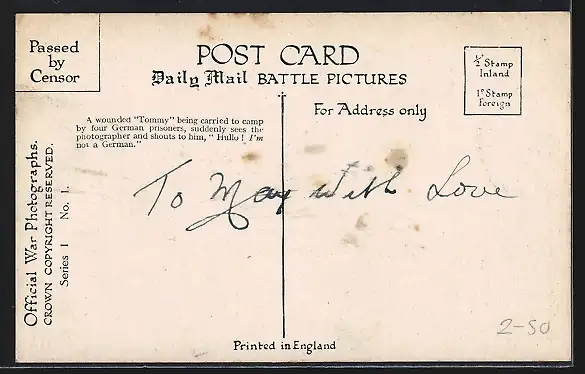 Passed
by
Censor
POST CARD
Daily Mail BATTLE PICTURES
½d Stamp
Inland
1d Stamp
Foreign
For Address only
A wounded "Tommy" being carried to camp
by four German prisoners, suddenly sees the
photographer and shouts to him, "Hullo! I'm
not a German."
Official War Photographs.
CROWN COPYRIGHT RESERVED.
Series 1 No. 1.
To May with Love
2-50
Printed in England